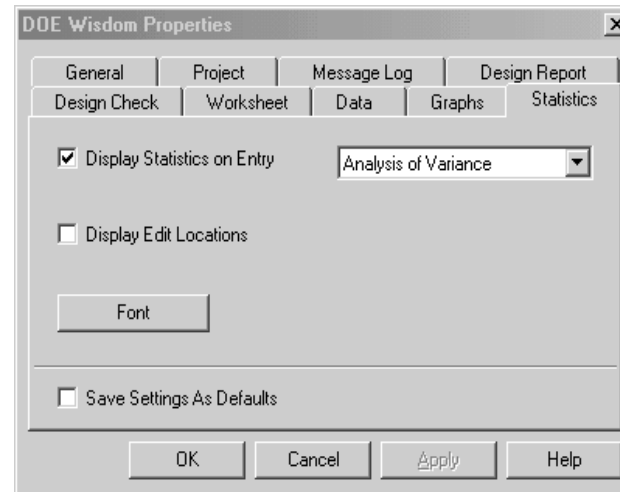 DOE Wisdom Properties
General Project Message Log Design Report
Design Check Worksheet Data Graphs Statistics
Display Statistics on Entry Analysis of Variance
Display Edit Locations
Font
Save Settings As Defaults
OK Cancel Apply Help